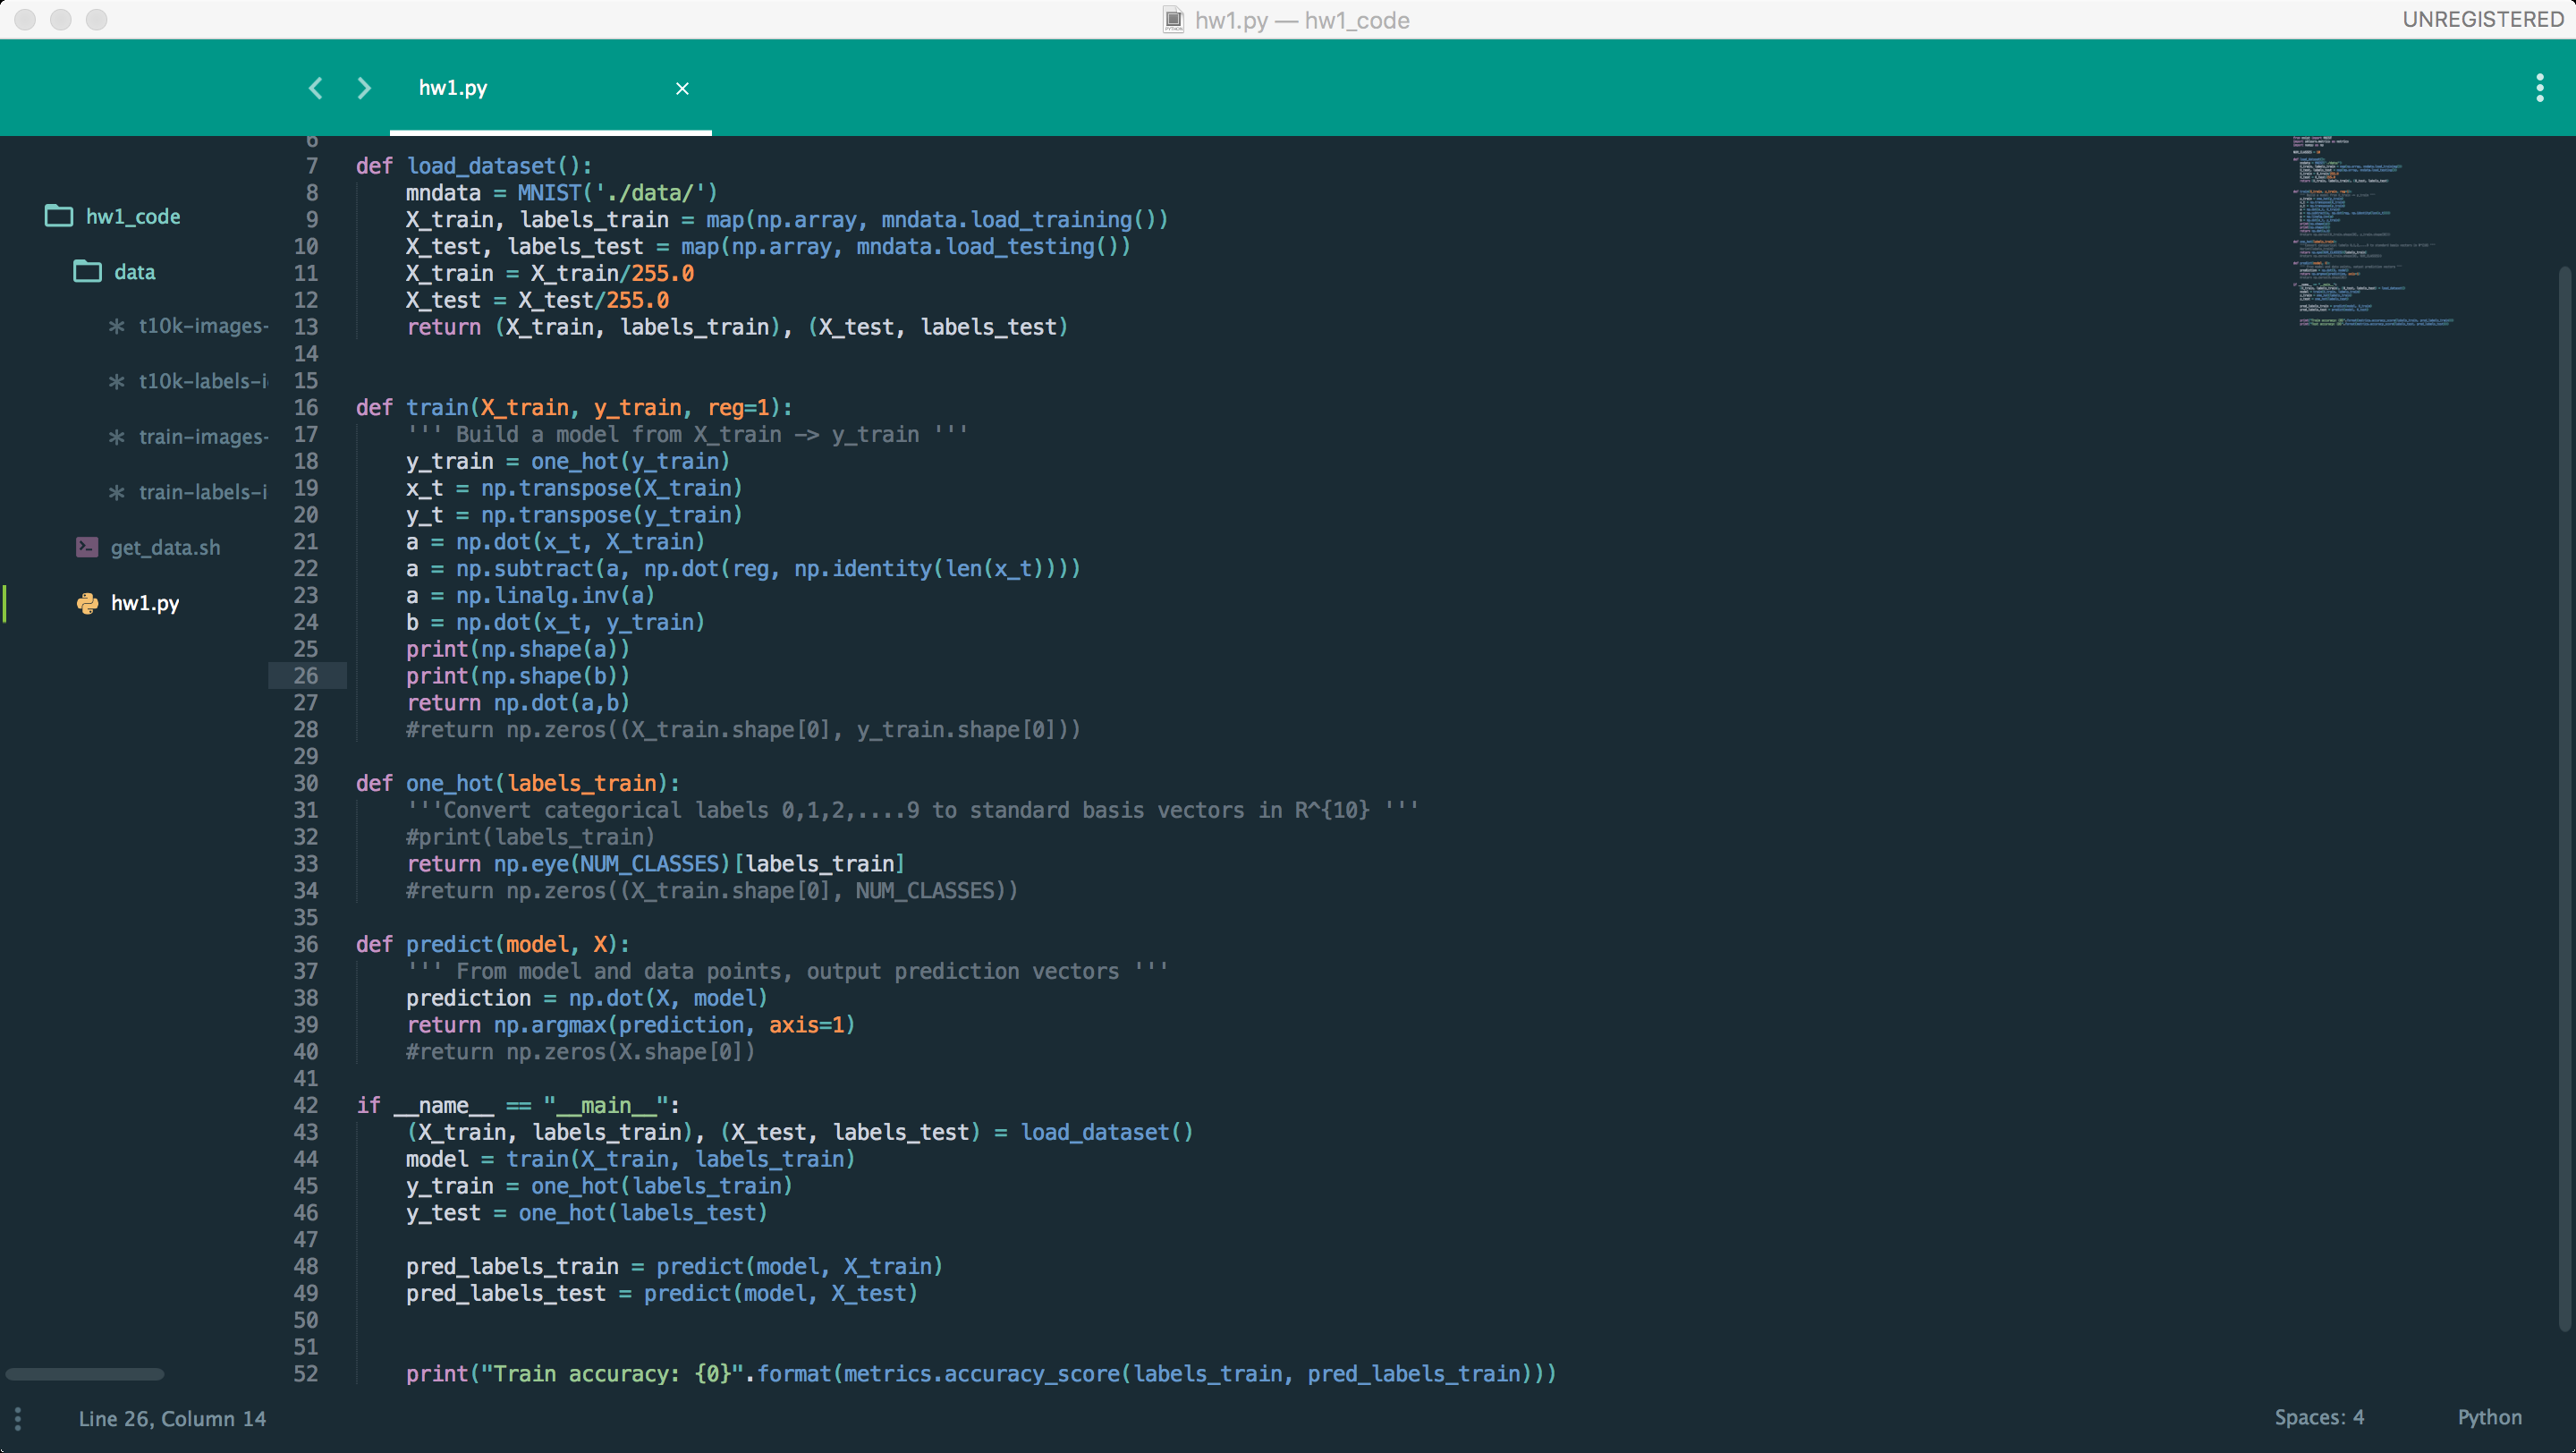 hw1.py — hw1_code
UNREGISTERED
hw1.py
hw1_code
data
t10k-images-
t10k-labels-i
train-images-
train-labels-i
get_data.sh
hw1.py
6
7 def load_dataset():
8     mndata = MNIST('./data/')
9     X_train, labels_train = map(np.array, mndata.load_training())
10     X_test, labels_test = map(np.array, mndata.load_testing())
11     X_train = X_train/255.0
12     X_test = X_test/255.0
13     return (X_train, labels_train), (X_test, labels_test)
14
15
16 def train(X_train, y_train, reg=1):
17     ''' Build a model from X_train -> y_train '''
18     y_train = one_hot(y_train)
19     x_t = np.transpose(X_train)
20     y_t = np.transpose(y_train)
21     a = np.dot(x_t, X_train)
22     a = np.subtract(a, np.dot(reg, np.identity(len(x_t))))
23     a = np.linalg.inv(a)
24     b = np.dot(x_t, y_train)
25     print(np.shape(a))
26     print(np.shape(b))
27     return np.dot(a,b)
28     #return np.zeros((X_train.shape[0], y_train.shape[0]))
29
30 def one_hot(labels_train):
31     '''Convert categorical labels 0,1,2,....9 to standard basis vectors in R^{10} '''
32     #print(labels_train)
33     return np.eye(NUM_CLASSES)[labels_train]
34     #return np.zeros((X_train.shape[0], NUM_CLASSES))
35
36 def predict(model, X):
37     ''' From model and data points, output prediction vectors '''
38     prediction = np.dot(X, model)
39     return np.argmax(prediction, axis=1)
40     #return np.zeros(X.shape[0])
41
42 if __name__ == "__main__":
43     (X_train, labels_train), (X_test, labels_test) = load_dataset()
44     model = train(X_train, labels_train)
45     y_train = one_hot(labels_train)
46     y_test = one_hot(labels_test)
47
48     pred_labels_train = predict(model, X_train)
49     pred_labels_test = predict(model, X_test)
50
51
52     print("Train accuracy: {0}".format(metrics.accuracy_score(labels_train, pred_labels_train)))
Line 26, Column 14
Spaces: 4
Python